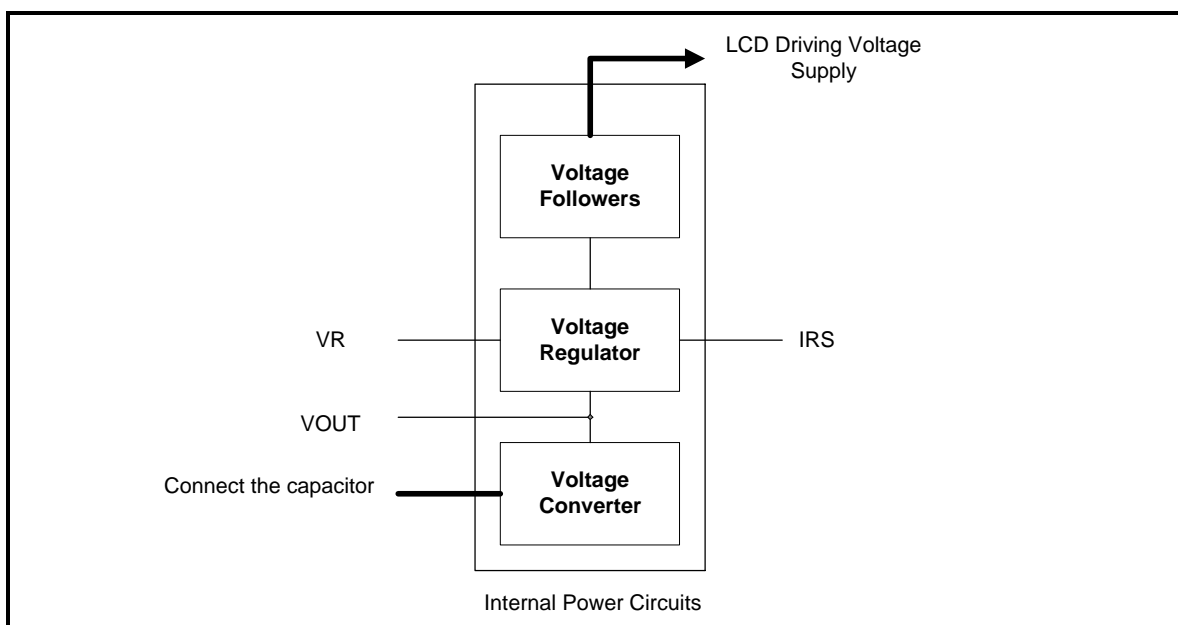 LCD Driving Voltage
Supply
Voltage
Followers
VR
Voltage
Regulator
IRS
VOUT
Connect the capacitor
Voltage
Converter
Internal Power Circuits